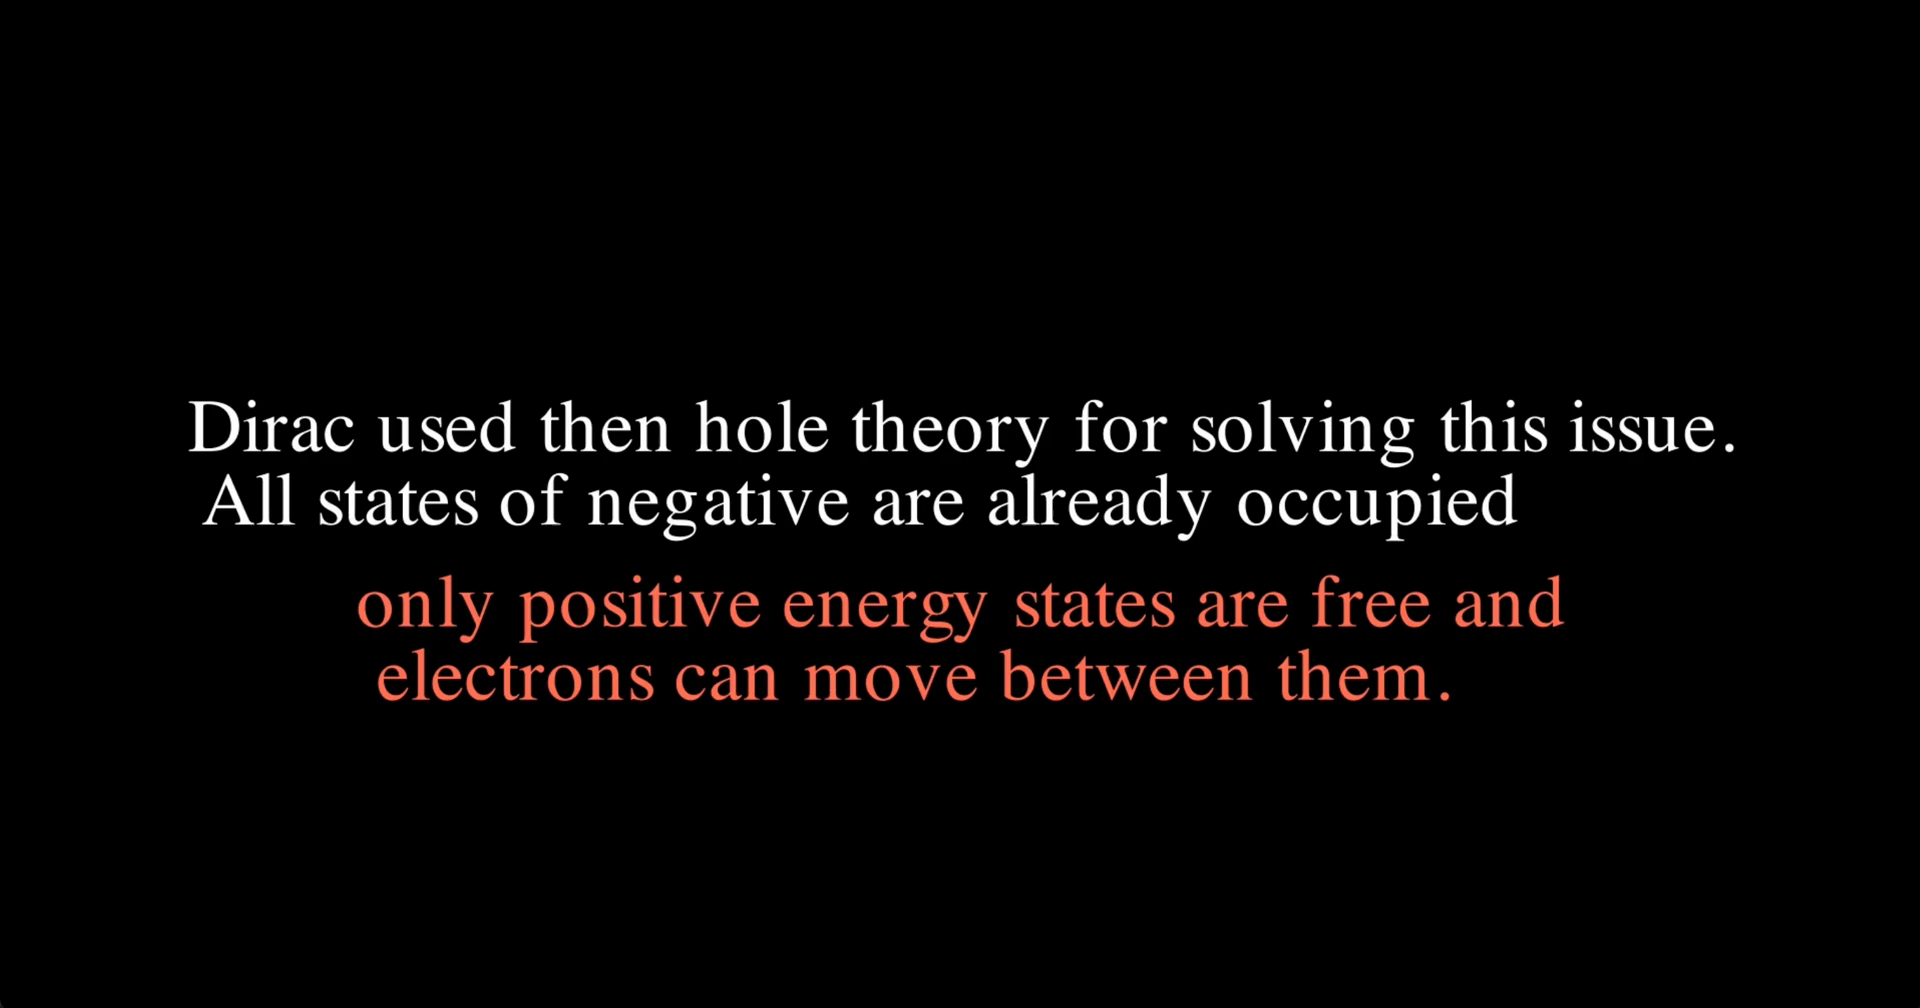 Dirac used then hole theory for solving this issue.
All states of negative are already occupied
only positive energy states are free and
electrons can move between them.